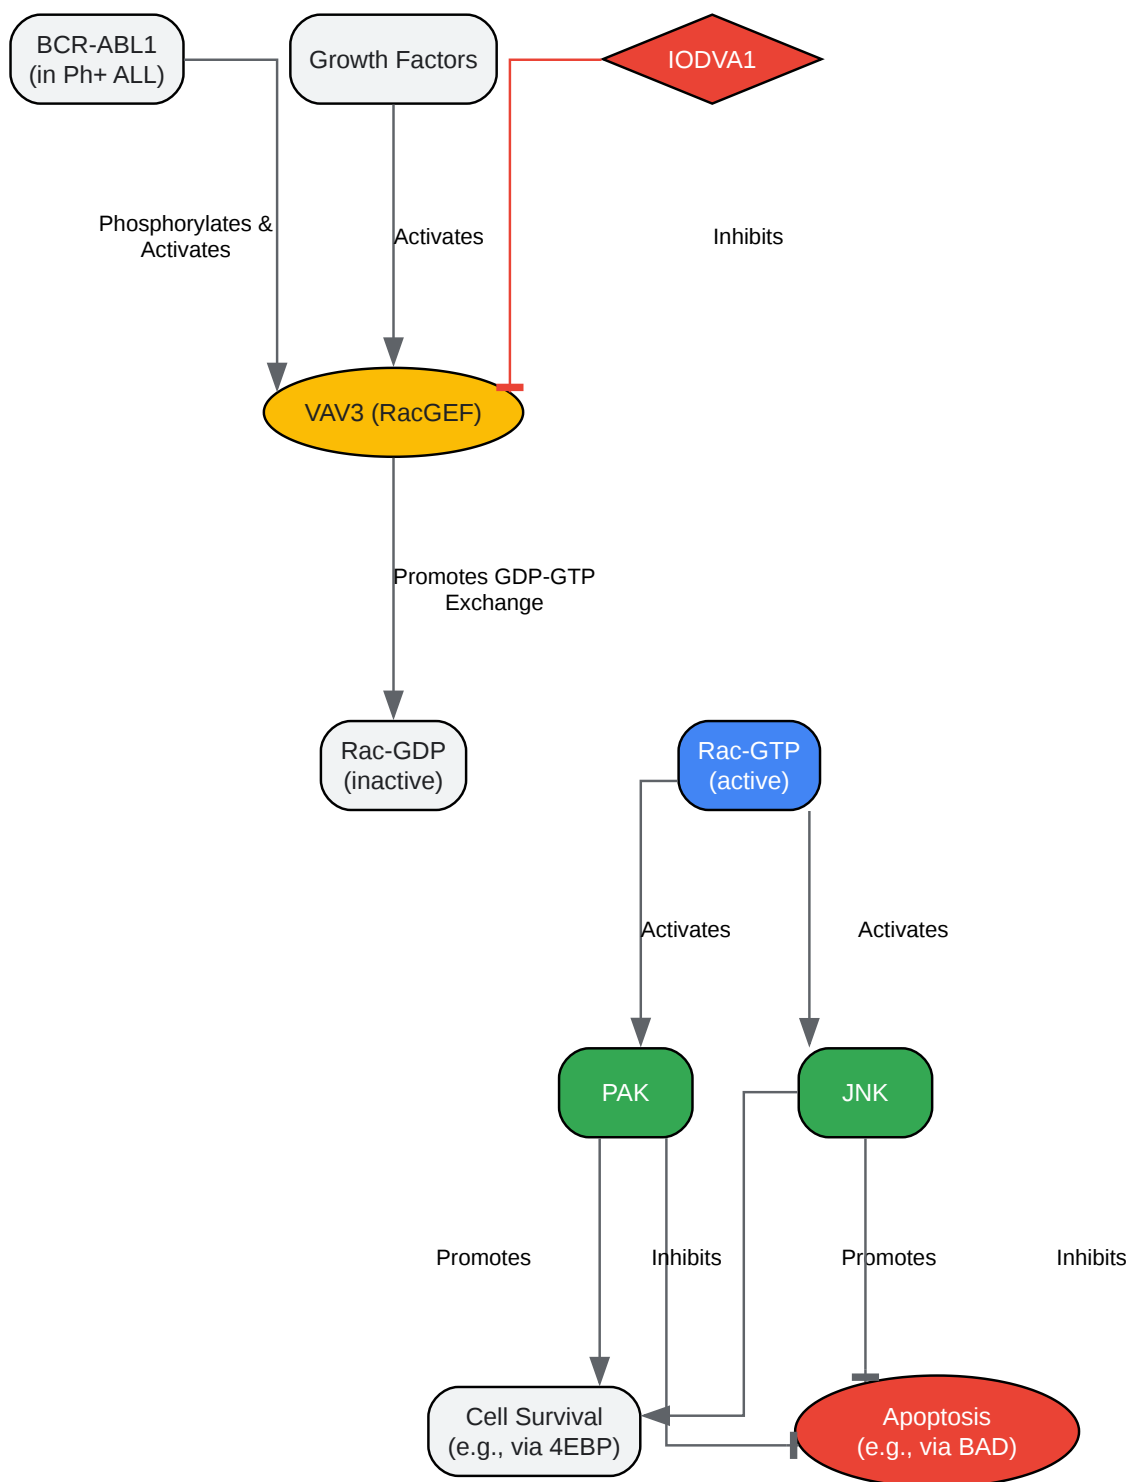 BCR-ABL1
(in Ph+ ALL)
Growth Factors
IODVA1
Phosphorylates &
Activates
Activates
Inhibits
VAV3 (RacGEF)
Promotes GDP-GTP
Exchange
Rac-GDP
(inactive)
Rac-GTP
(active)
Activates
Activates
PAK
JNK
Promotes
Inhibits
Promotes
Inhibits
Cell Survival
(e.g., via 4EBP)
Apoptosis
(e.g., via BAD)